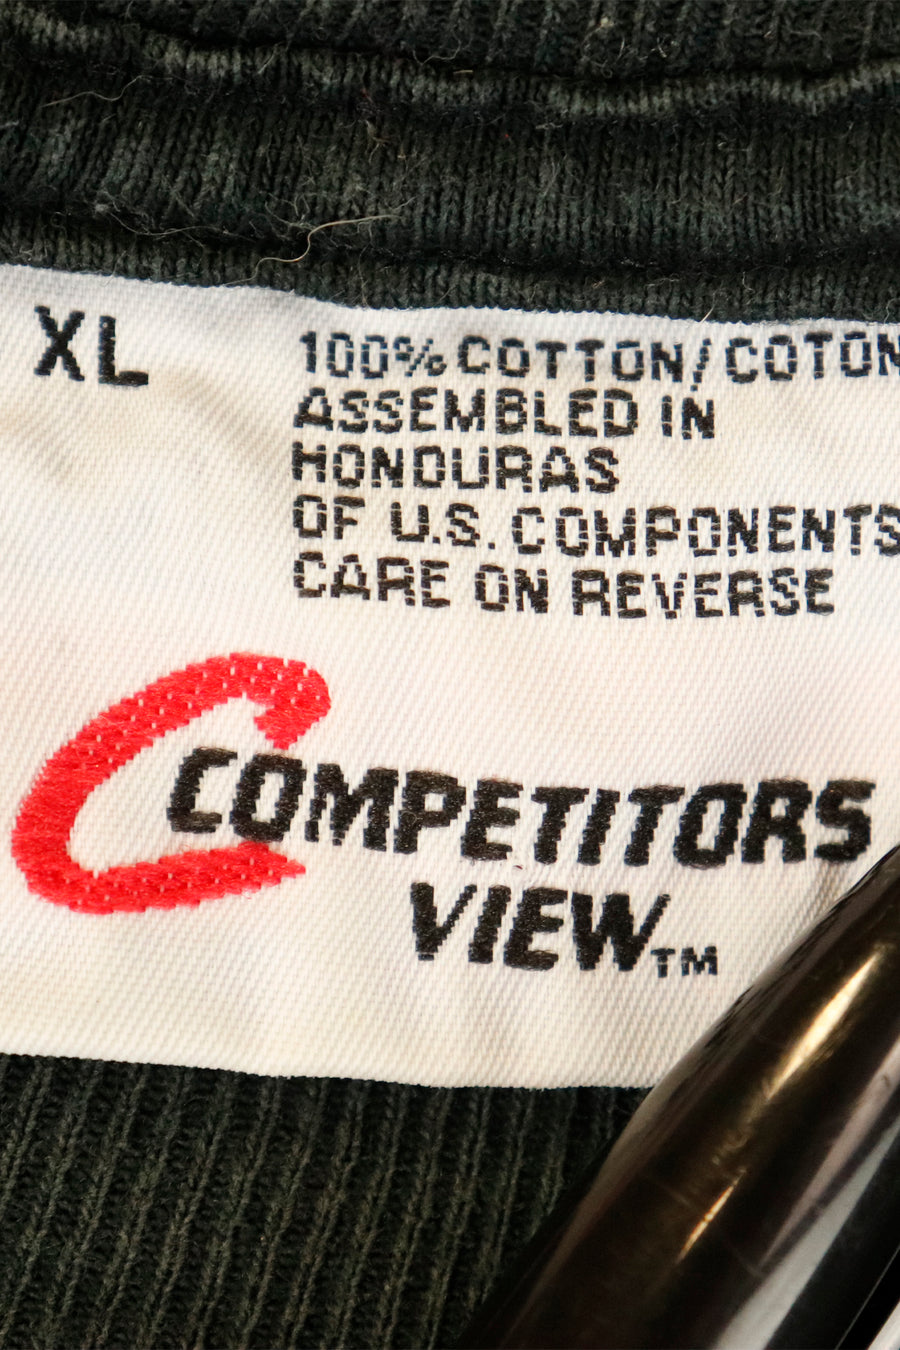 XL
100% COTTON/COTON
ASSEMBLED IN
HONDURAS
OF U.S. COMPONENTS
CARE ON REVERSE
COMPETITORS
VIEW™